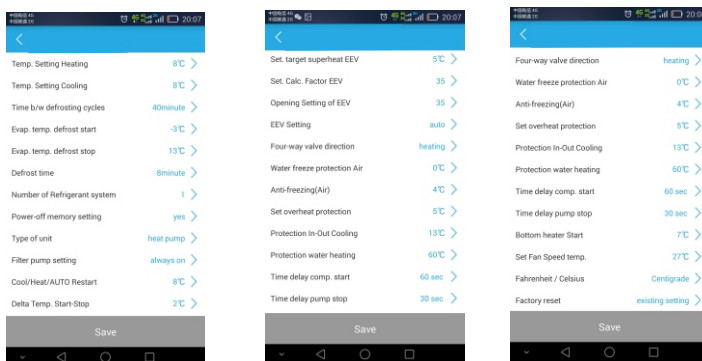 20:07
Temp. Setting Heating 8℃
Temp. Setting Cooling 8℃
Time b/w defrosting cycles 40minute
Evap. temp. defrost start -3℃
Evap. temp. defrost stop 13℃
Defrost time 8minute
Number of Refrigerant system 1
Power-off memory setting yes
Type of unit heat pump
Filter pump setting always on
Cool/Heat/AUTO Restart 8℃
Delta Temp. Start-Stop 2℃
Save
20:07
Set. target superheat EEV 5℃
Set. Calc. Factor EEV 35
Opening Setting of EEV 35
EEV Setting auto
Four-way valve direction heating
Water freeze protection Air 0℃
Anti-freezing(Air) 4℃
Set overheat protection 5℃
Protection In-Out Cooling 13℃
Protection water heating 60℃
Time delay comp. start 60 sec
Time delay pump stop 30 sec
Save
Four-way valve direction heating
Water freeze protection Air 0℃
Anti-freezing(Air) 4℃
Set overheat protection 5℃
Protection In-Out Cooling 13℃
Protection water heating 60℃
Time delay comp. start 60 sec
Time delay pump stop 30 sec
Bottom heater Start 7℃
Set Fan Speed temp. 27℃
Fahrenheit / Celsius Centigrade
Factory reset existing setting
Save